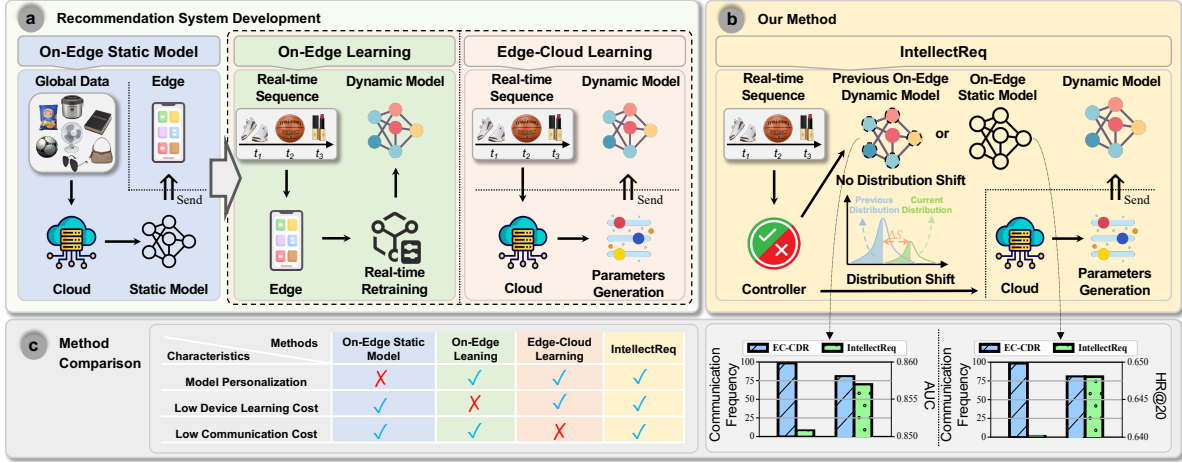 a Recommendation System Development
On-Edge Static Model
Global Data
Edge
Send
Cloud
Static Model
On-Edge Learning
Real-time
Sequence
Dynamic Model
t1 t2 t3
Edge
Real-time
Retraining
Edge-Cloud Learning
Real-time
Sequence
Dynamic Model
t1 t2 t3
Send
Cloud
Parameters
Generation
b Our Method
IntellectReq
Real-time
Sequence
t1 t2 t3
Previous On-Edge
Dynamic Model
or
On-Edge
Static Model
Dynamic Model
No Distribution Shift
Previous
Distribution
Current
Distribution
ΔS
Distribution Shift
Controller
Send
Cloud
Parameters
Generation
c Method
Comparison
Methods
Characteristics
On-Edge Static
Model
On-Edge
Leaning
Edge-Cloud
Learning
IntellectReq
Model Personalization ✗ ✓ ✓ ✓
Low Device Learning Cost ✓ ✗ ✓ ✓
Low Communication Cost ✓ ✓ ✗ ✓
EC-CDR IntellectReq
Communication
Frequency
100
75
50
25
0
0.860
0.855
0.850
AUC
EC-CDR IntellectReq
Communication
Frequency
100
75
50
25
0
0.650
0.645
0.640
HR@20